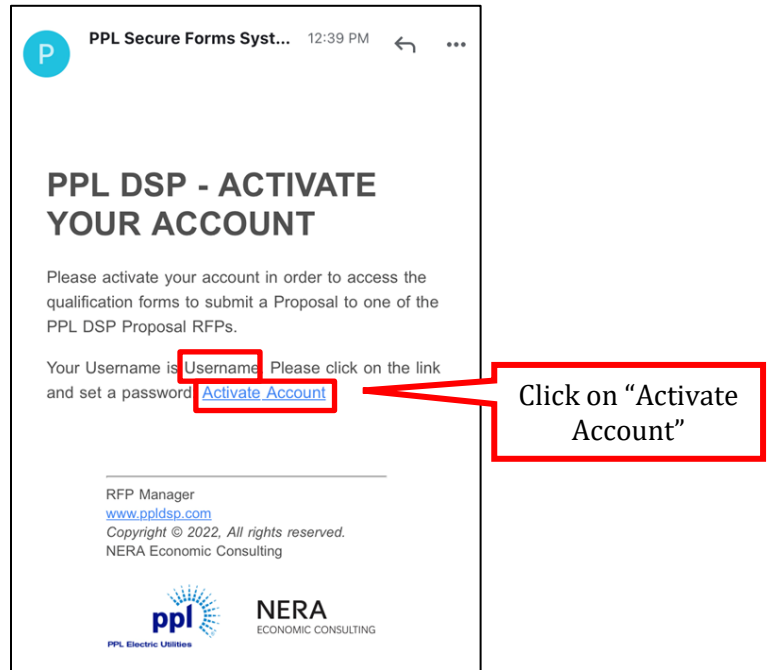 P
PPL Secure Forms Syst... 12:39 PM
PPL DSP - ACTIVATE
YOUR ACCOUNT
Please activate your account in order to access the
qualification forms to submit a Proposal to one of the
PPL DSP Proposal RFPs.
Your Username is Username. Please click on the link
and set a password Activate Account
Click on “Activate
Account”
RFP Manager
www.ppldsp.com
Copyright © 2022, All rights reserved.
NERA Economic Consulting
ppl
PPL Electric Utilities
NERA
ECONOMIC CONSULTING